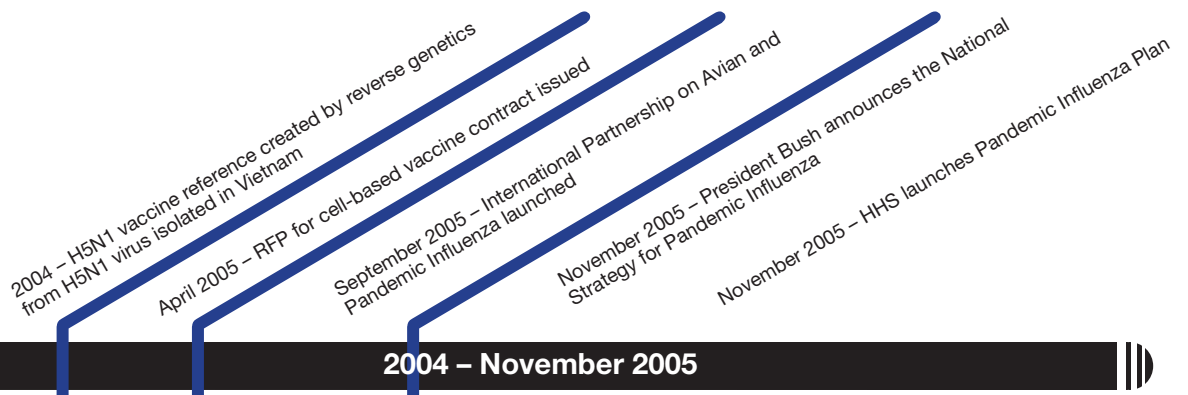 2004 – H5N1 vaccine reference created by reverse genetics
from H5N1 virus isolated in Vietnam
April 2005 – RFP for cell-based vaccine contract issued
September 2005 – International Partnership on Avian and
Pandemic Influenza launched
November 2005 – President Bush announces the National
Strategy for Pandemic Influenza
November 2005 – HHS launches Pandemic Influenza Plan
2004 – November 2005